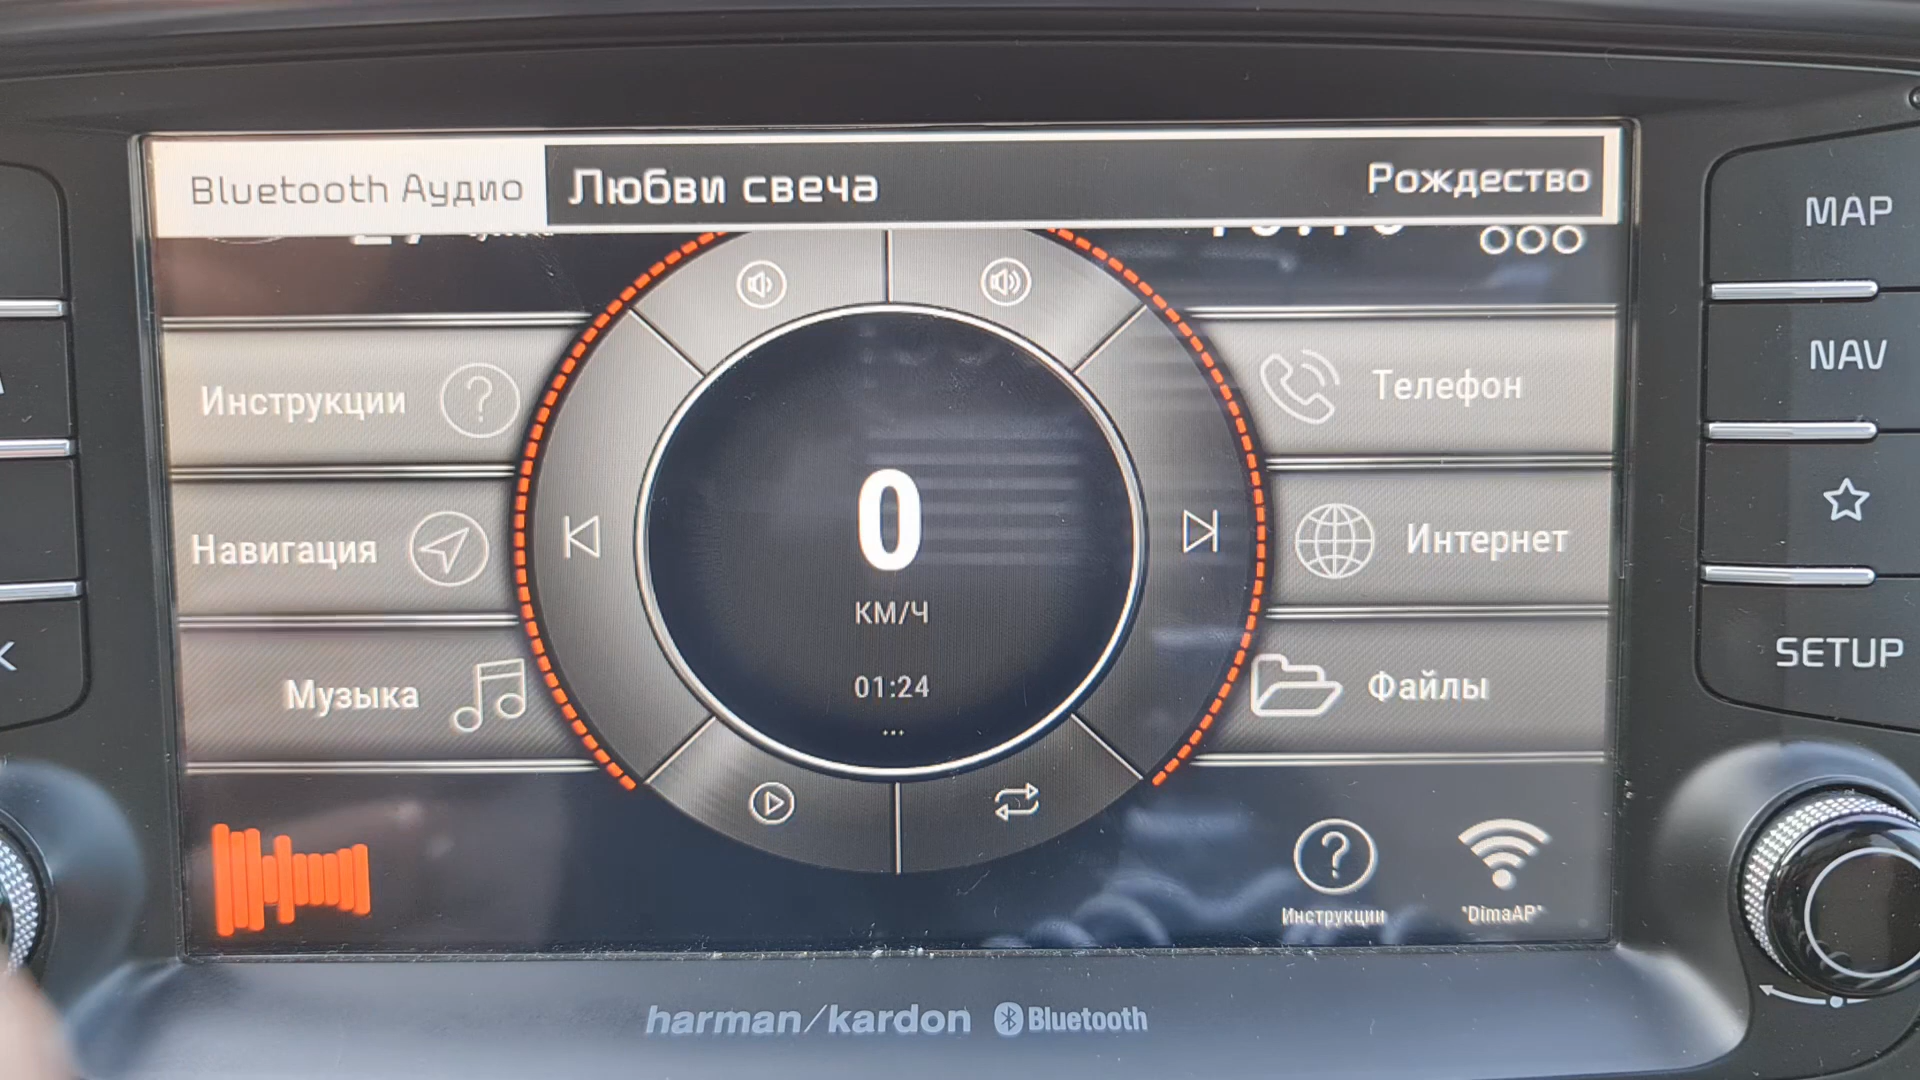 Bluetooth Аудио
Любви свеча
Рождество
MAP
NAV
Инструкции
Телефон
Навигация
Интернет
Музыка
Файлы
0
КМ/Ч
01:24
...
SETUP
Инструкции
"DimaAP"
harman/kardon
Bluetooth